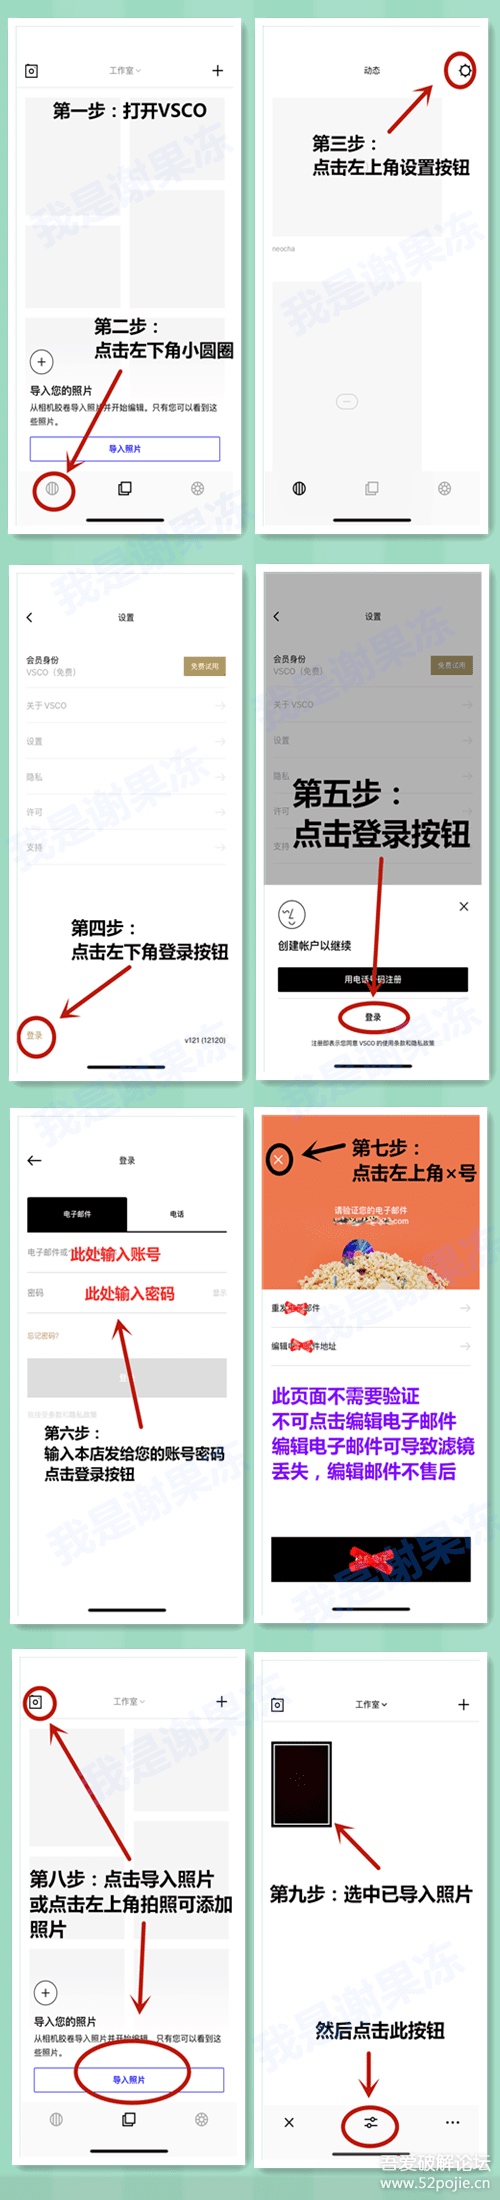 工作室
第一步：打开VSCO
第二步：
点击左下角小圆圈
导入您的照片
从相机胶卷导入照片并开始编辑。只有您可以看到这
些照片。
导入照片
动态
第三步：
点击左上角设置按钮
neocha
设置
会员身份
VSCO（免费）
免费试用
关于 VSCO
设置
隐私
许可
支持
第四步：
点击左下角登录按钮
登录
v121 (12120)
设置
会员身份
VSCO（免费）
免费试用
关于 VSCO
设置
隐私
许可
支持
第五步：
点击登录按钮
创建帐户以继续
用电话号码注册
登录
注册即表示您同意 VSCO 的使用条款和隐私政策
登录
电子邮件
电话
电子邮件或
此处输入账号
密码
此处输入密码
显示
忘记密码?
登
第六步：
输入本店发给您的账号密码
点击登录按钮
第七步：
点击左上角×号
请验证您的电子邮件
com
重发 邮件
编辑电 件地址
此页面不需要验证
不可点击编辑电子邮件
编辑电子邮件可导致滤镜
丢失，编辑邮件不售后
工作室
第八步：点击导入照片
或点击左上角拍照可添加
照片
导入您的照片
从相机胶卷导入照片并开始编辑。只有您可以看到这
些照片。
导入照片
工作室
第九步：选中已导入照片
然后点击此按钮
我是谢果冻
吾爱破解论坛
www.52pojie.cn